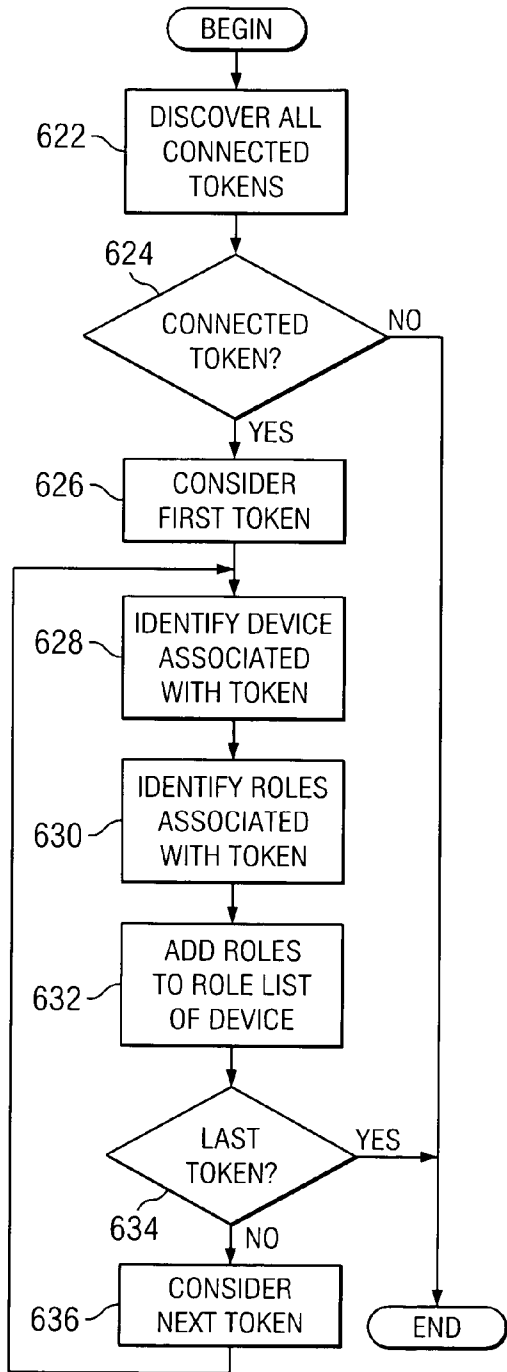 BEGIN
622
DISCOVER ALL
CONNECTED
TOKENS
624
CONNECTED
TOKEN?
NO
YES
626
CONSIDER
FIRST TOKEN
628
IDENTIFY DEVICE
ASSOCIATED
WITH TOKEN
630
IDENTIFY ROLES
ASSOCIATED
WITH TOKEN
632
ADD ROLES
TO ROLE LIST
OF DEVICE
LAST
TOKEN?
YES
634
NO
636
CONSIDER
NEXT TOKEN
END